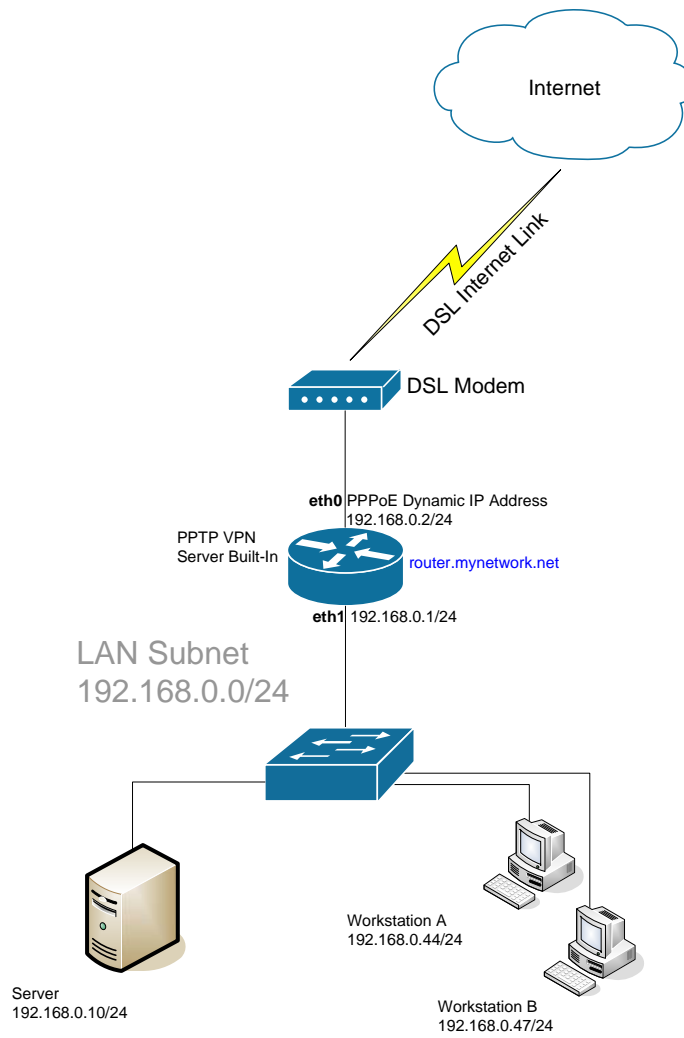 Internet
DSL Internet Link
DSL Modem
eth0 PPPoE Dynamic IP Address
192.168.0.2/24
PPTP VPN
Server Built-In
router.mynetwork.net
eth1 192.168.0.1/24
LAN Subnet
192.168.0.0/24
Workstation A
192.168.0.44/24
Server
192.168.0.10/24
Workstation B
192.168.0.47/24